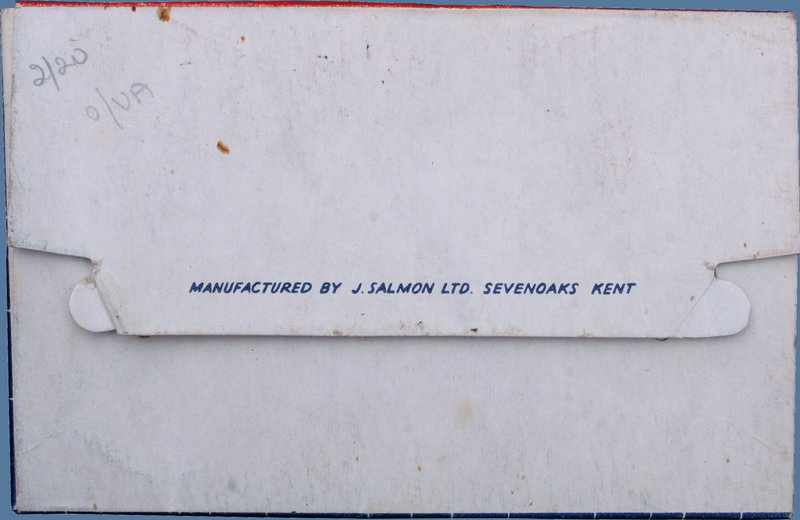 2/20
O/VA
MANUFACTURED BY J. SALMON LTD. SEVENOAKS KENT